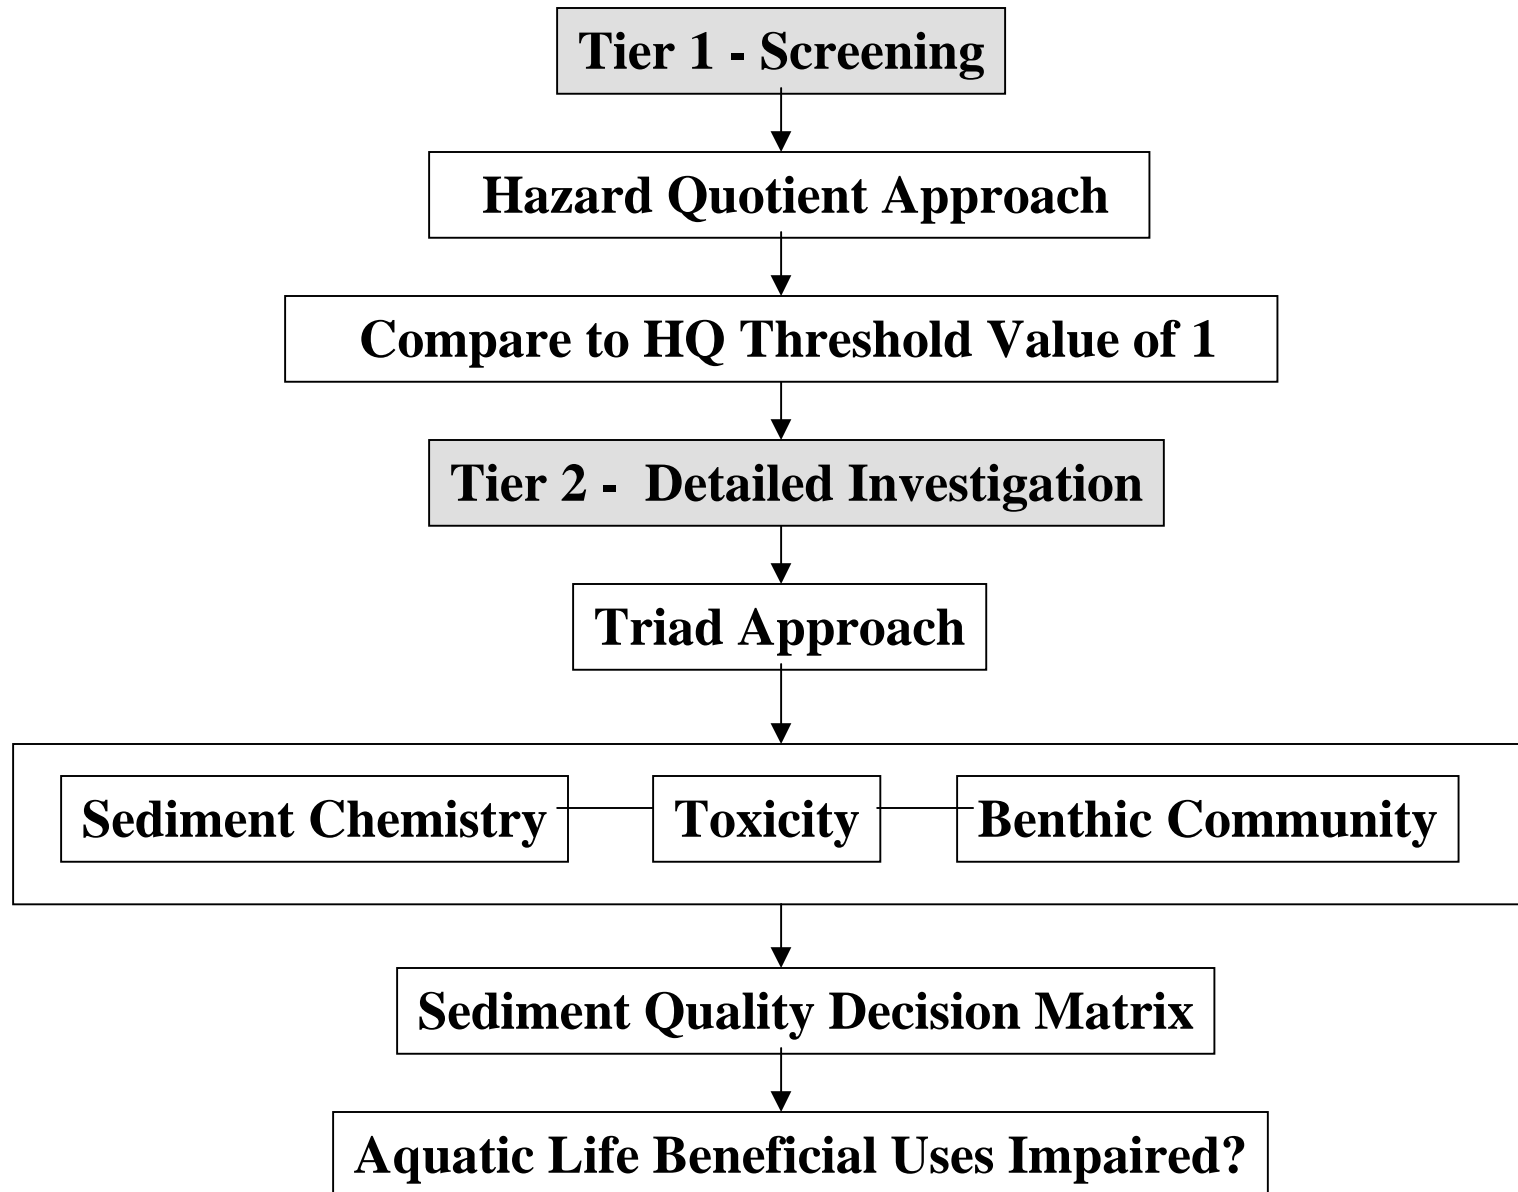 Tier 1 - Screening
Hazard Quotient Approach
Compare to HQ Threshold Value of 1
Tier 2 - Detailed Investigation
Triad Approach
Sediment Chemistry
Toxicity
Benthic Community
Sediment Quality Decision Matrix
Aquatic Life Beneficial Uses Impaired?